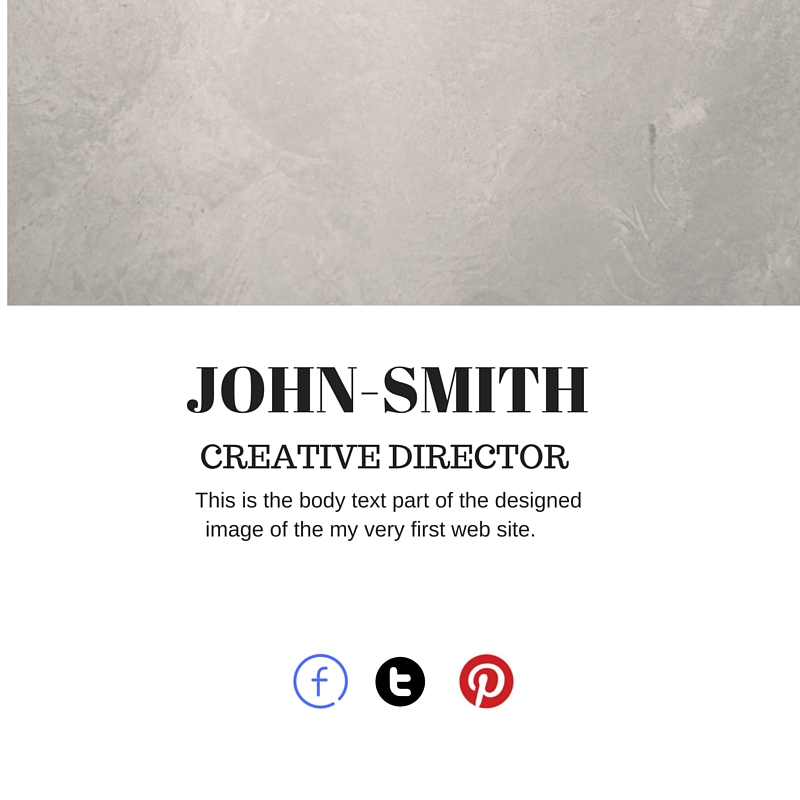 JOHN-SMITH
CREATIVE DIRECTOR
This is the body text part of the designed
image of the my very first web site.